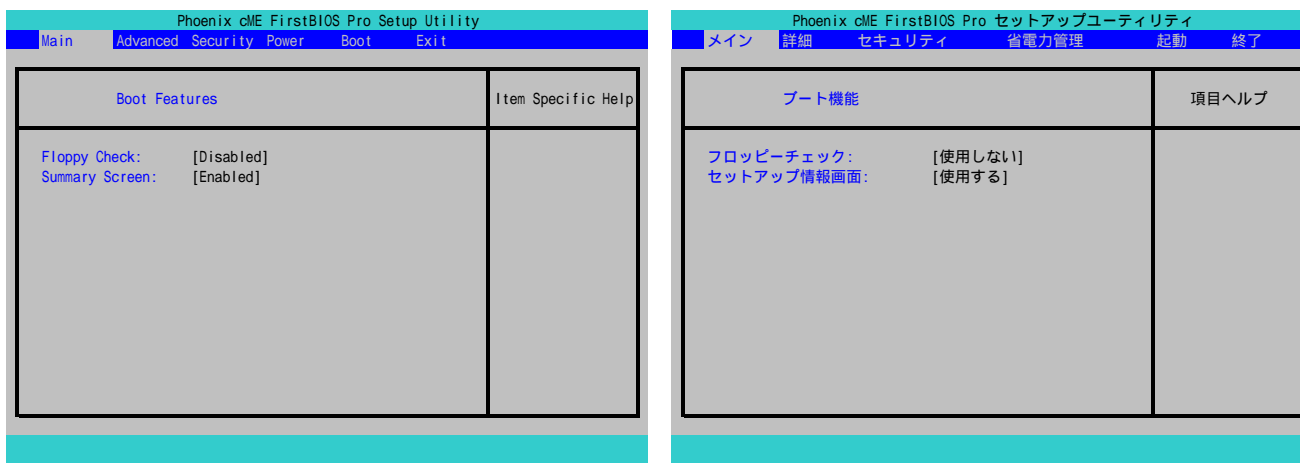 Phoenix cME FirstBIOS Pro Setup Utility
Main Advanced Security Power Boot Exit
Boot Features
Item Specific Help
Floppy Check: [Disabled]
Summary Screen: [Enabled]
Phoenix cME FirstBIOS Pro セットアップユーティリティ
メイン 詳細 セキュリティ 省電力管理 起動 終了
ブート機能
項目ヘルプ
フロッピーチェック: [使用しない]
セットアップ情報画面: [使用する]